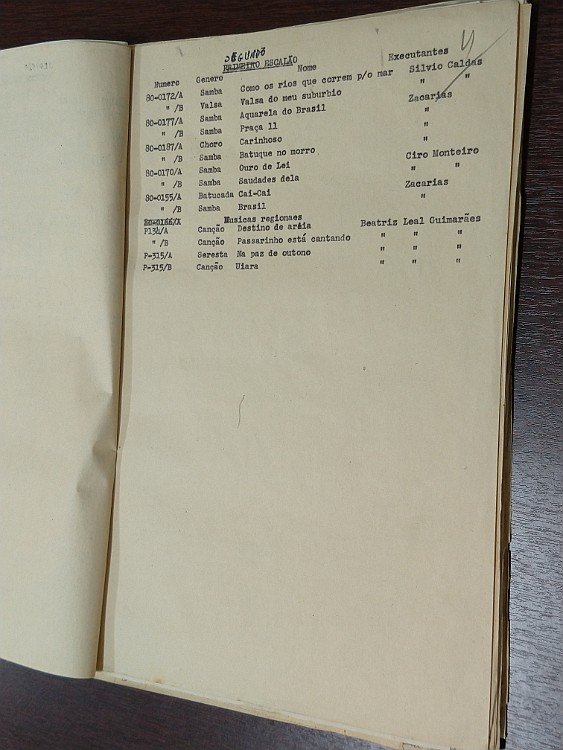 4
SEGUNDO
PRIMEIRO ESCALÃO
Numero Genero Nome Executantes
80-0172/A Samba Como os rios que correm p/o mar Silvio Caldas
" /B Valsa Valsa do meu suburbio " "
80-0177/A Samba Aquarela do Brasil Zacarias
" /B Samba Praça 11 "
80-0187/A Choro Carinhoso "
" /B Samba Batuque no morro "
80-0170/A Samba Ouro de Lei Ciro Monteiro
" /B Samba Saudades dela " "
80-0155/A Batucada Cai-Cai Zacarias
" /B Samba Brasil "
Musicas regionaes
Canção Destino de aréia Beatriz Leal Guimarães
" /B Canção Passarinho está cantando " " "
P-315/A Seresta Na paz de outono " " "
P-315/B Canção Uiara " " "